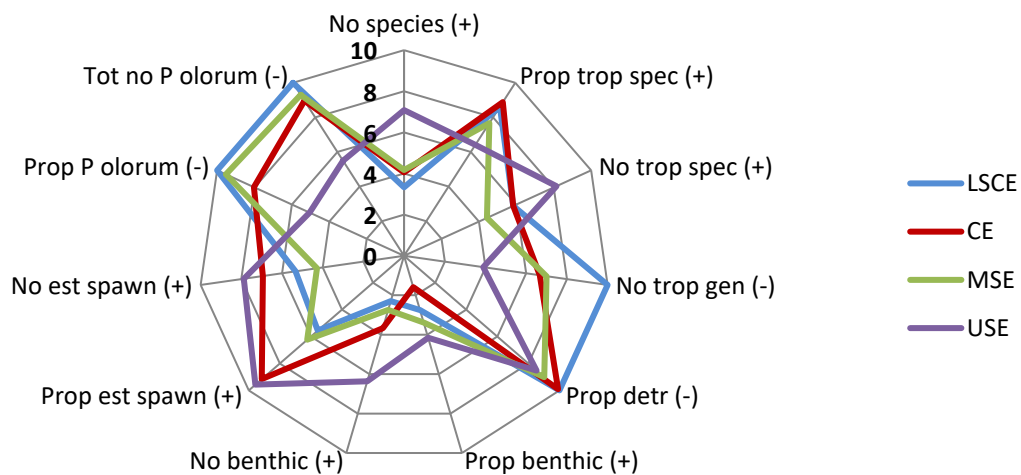 No species (+)
10
Tot no P olorum (-)
Prop trop spec (+)
8
6
Prop P olorum (-)
No trop spec (+)
4
LSCE
2
CE
0
No est spawn (+)
No trop gen (-)
MSE
USE
Prop est spawn (+)
Prop detr (-)
No benthic (+)
Prop benthic (+)